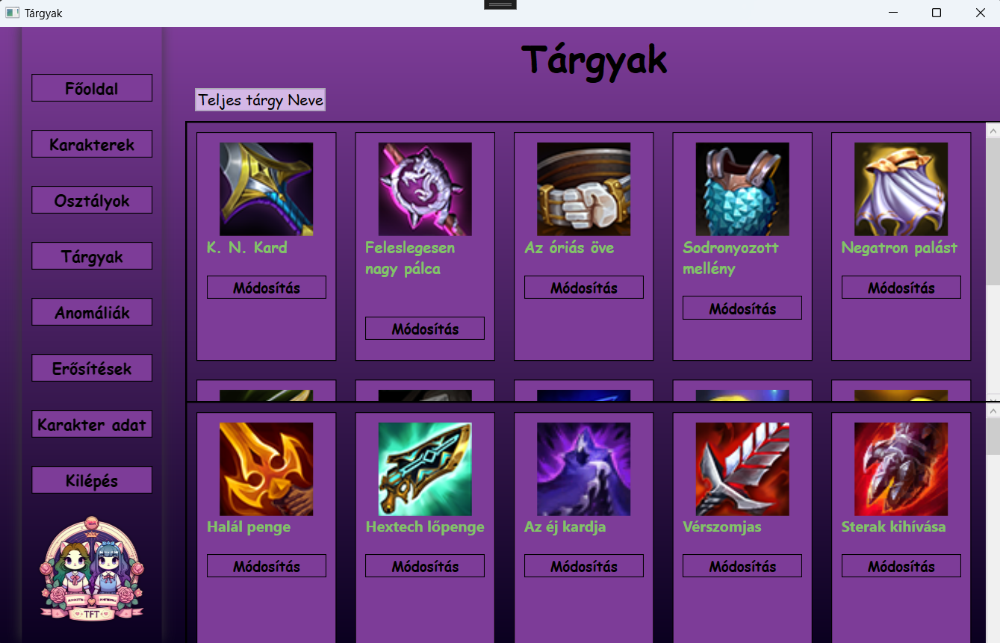 Tárgyak
Tárgyak
Főoldal
Karakterek
Osztályok
Tárgyak
Anomáliák
Erősítések
Karakter adat
Kilépés
TFT
Teljes tárgy Neve
K. N. Kard
Módosítás
Feleslegesen
nagy pálca
Módosítás
Az óriás öve
Módosítás
Sodronyozott
mellény
Módosítás
Negatron palást
Módosítás
Halál penge
Módosítás
Hextech lőpenge
Módosítás
Az éj kardja
Módosítás
Vérszomjas
Módosítás
Sterak kihívása
Módosítás